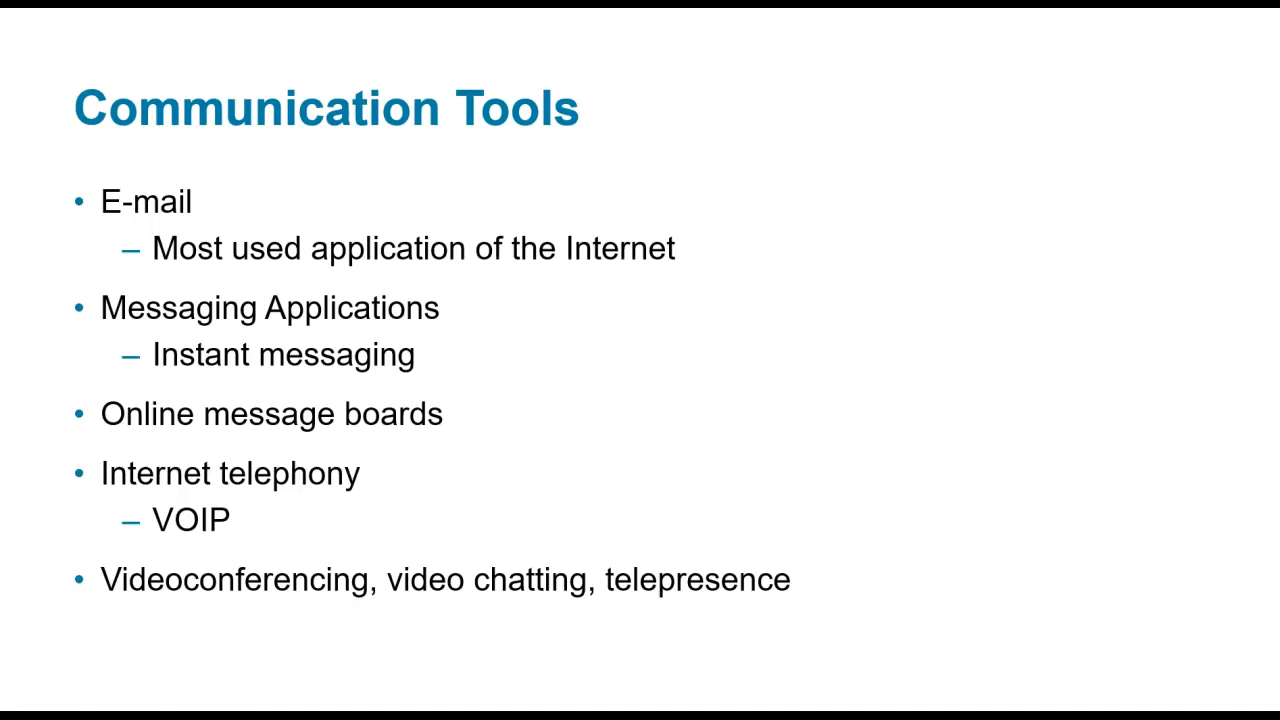 Communication Tools
• E-mail
– Most used application of the Internet
• Messaging Applications
– Instant messaging
• Online message boards
• Internet telephony
– VOIP
• Videoconferencing, video chatting, telepresence